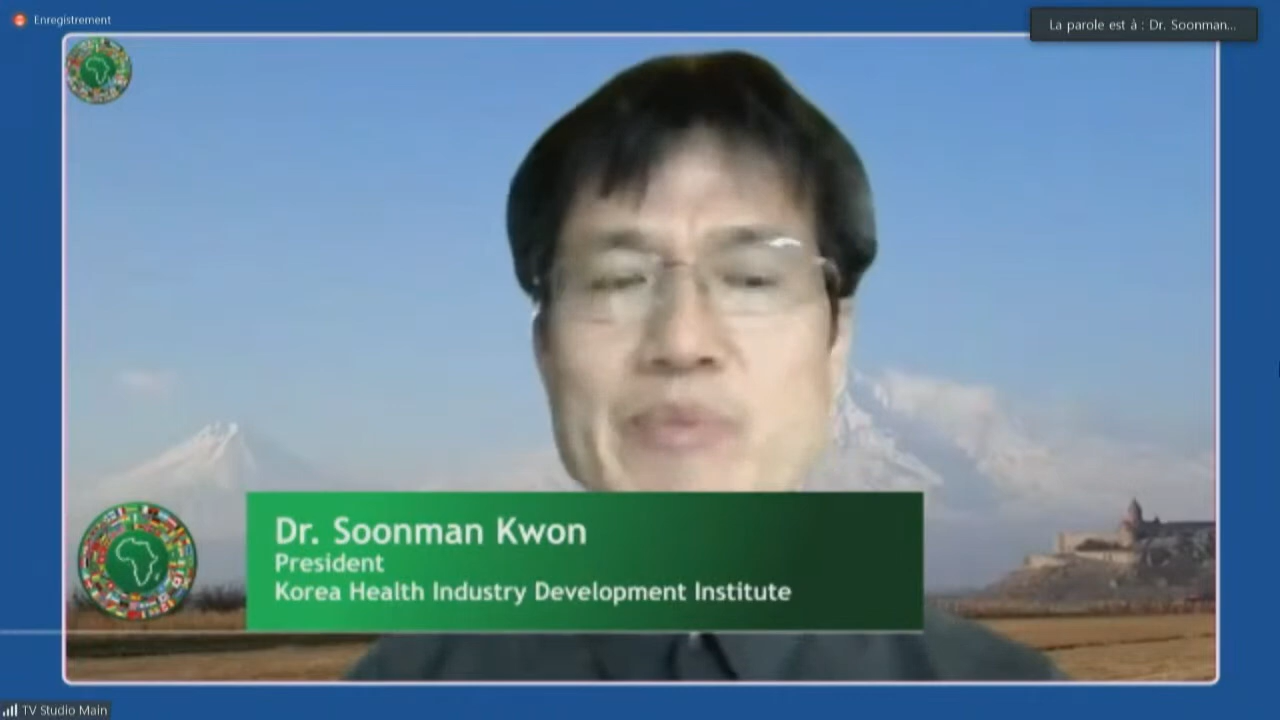 Enregistrement
La parole est à : Dr. Soonman...
Dr. Soonman Kwon
President
Korea Health Industry Development Institute
TV Studio Main